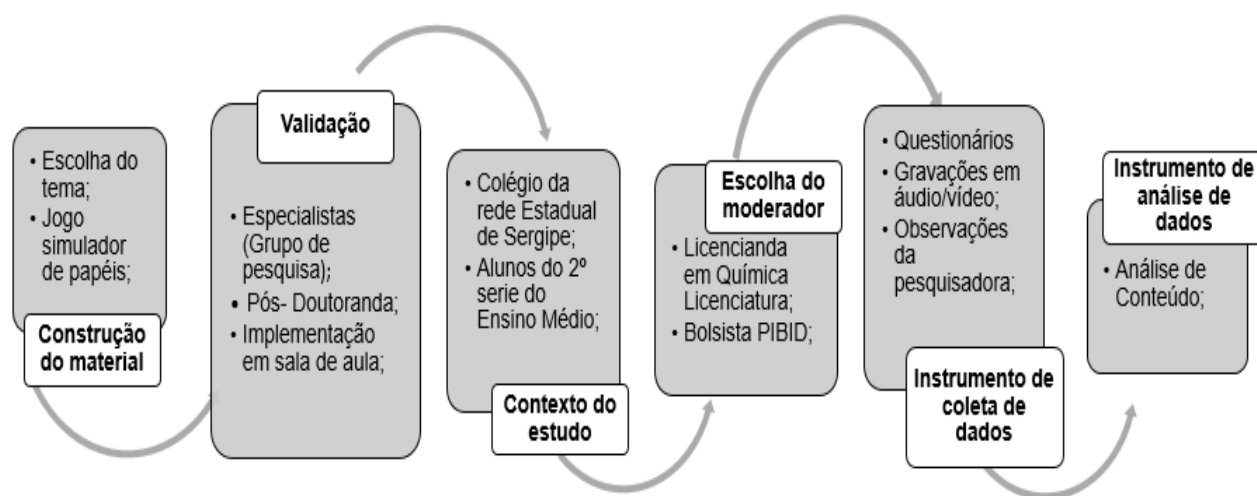 • Escolha do
tema;
• Jogo
simulador
de papéis;
Construção
do material
Validação
• Especialistas
(Grupo de
pesquisa);
• Pós- Doutoranda;
• Implementação
em sala de aula;
• Colégio da
rede Estadual
de Sergipe;
• Alunos do 2º
serie do
Ensino Médio;
Contexto do
estudo
Escolha do
moderador
• Licencianda
em Química
Licenciatura;
• Bolsista PIBID;
• Questionários
• Gravações em
áudio/vídeo;
• Observações
da
pesquisadora;
Instrumento de
coleta de
dados
Instrumento de
análise de
dados
• Análise de
Conteúdo;